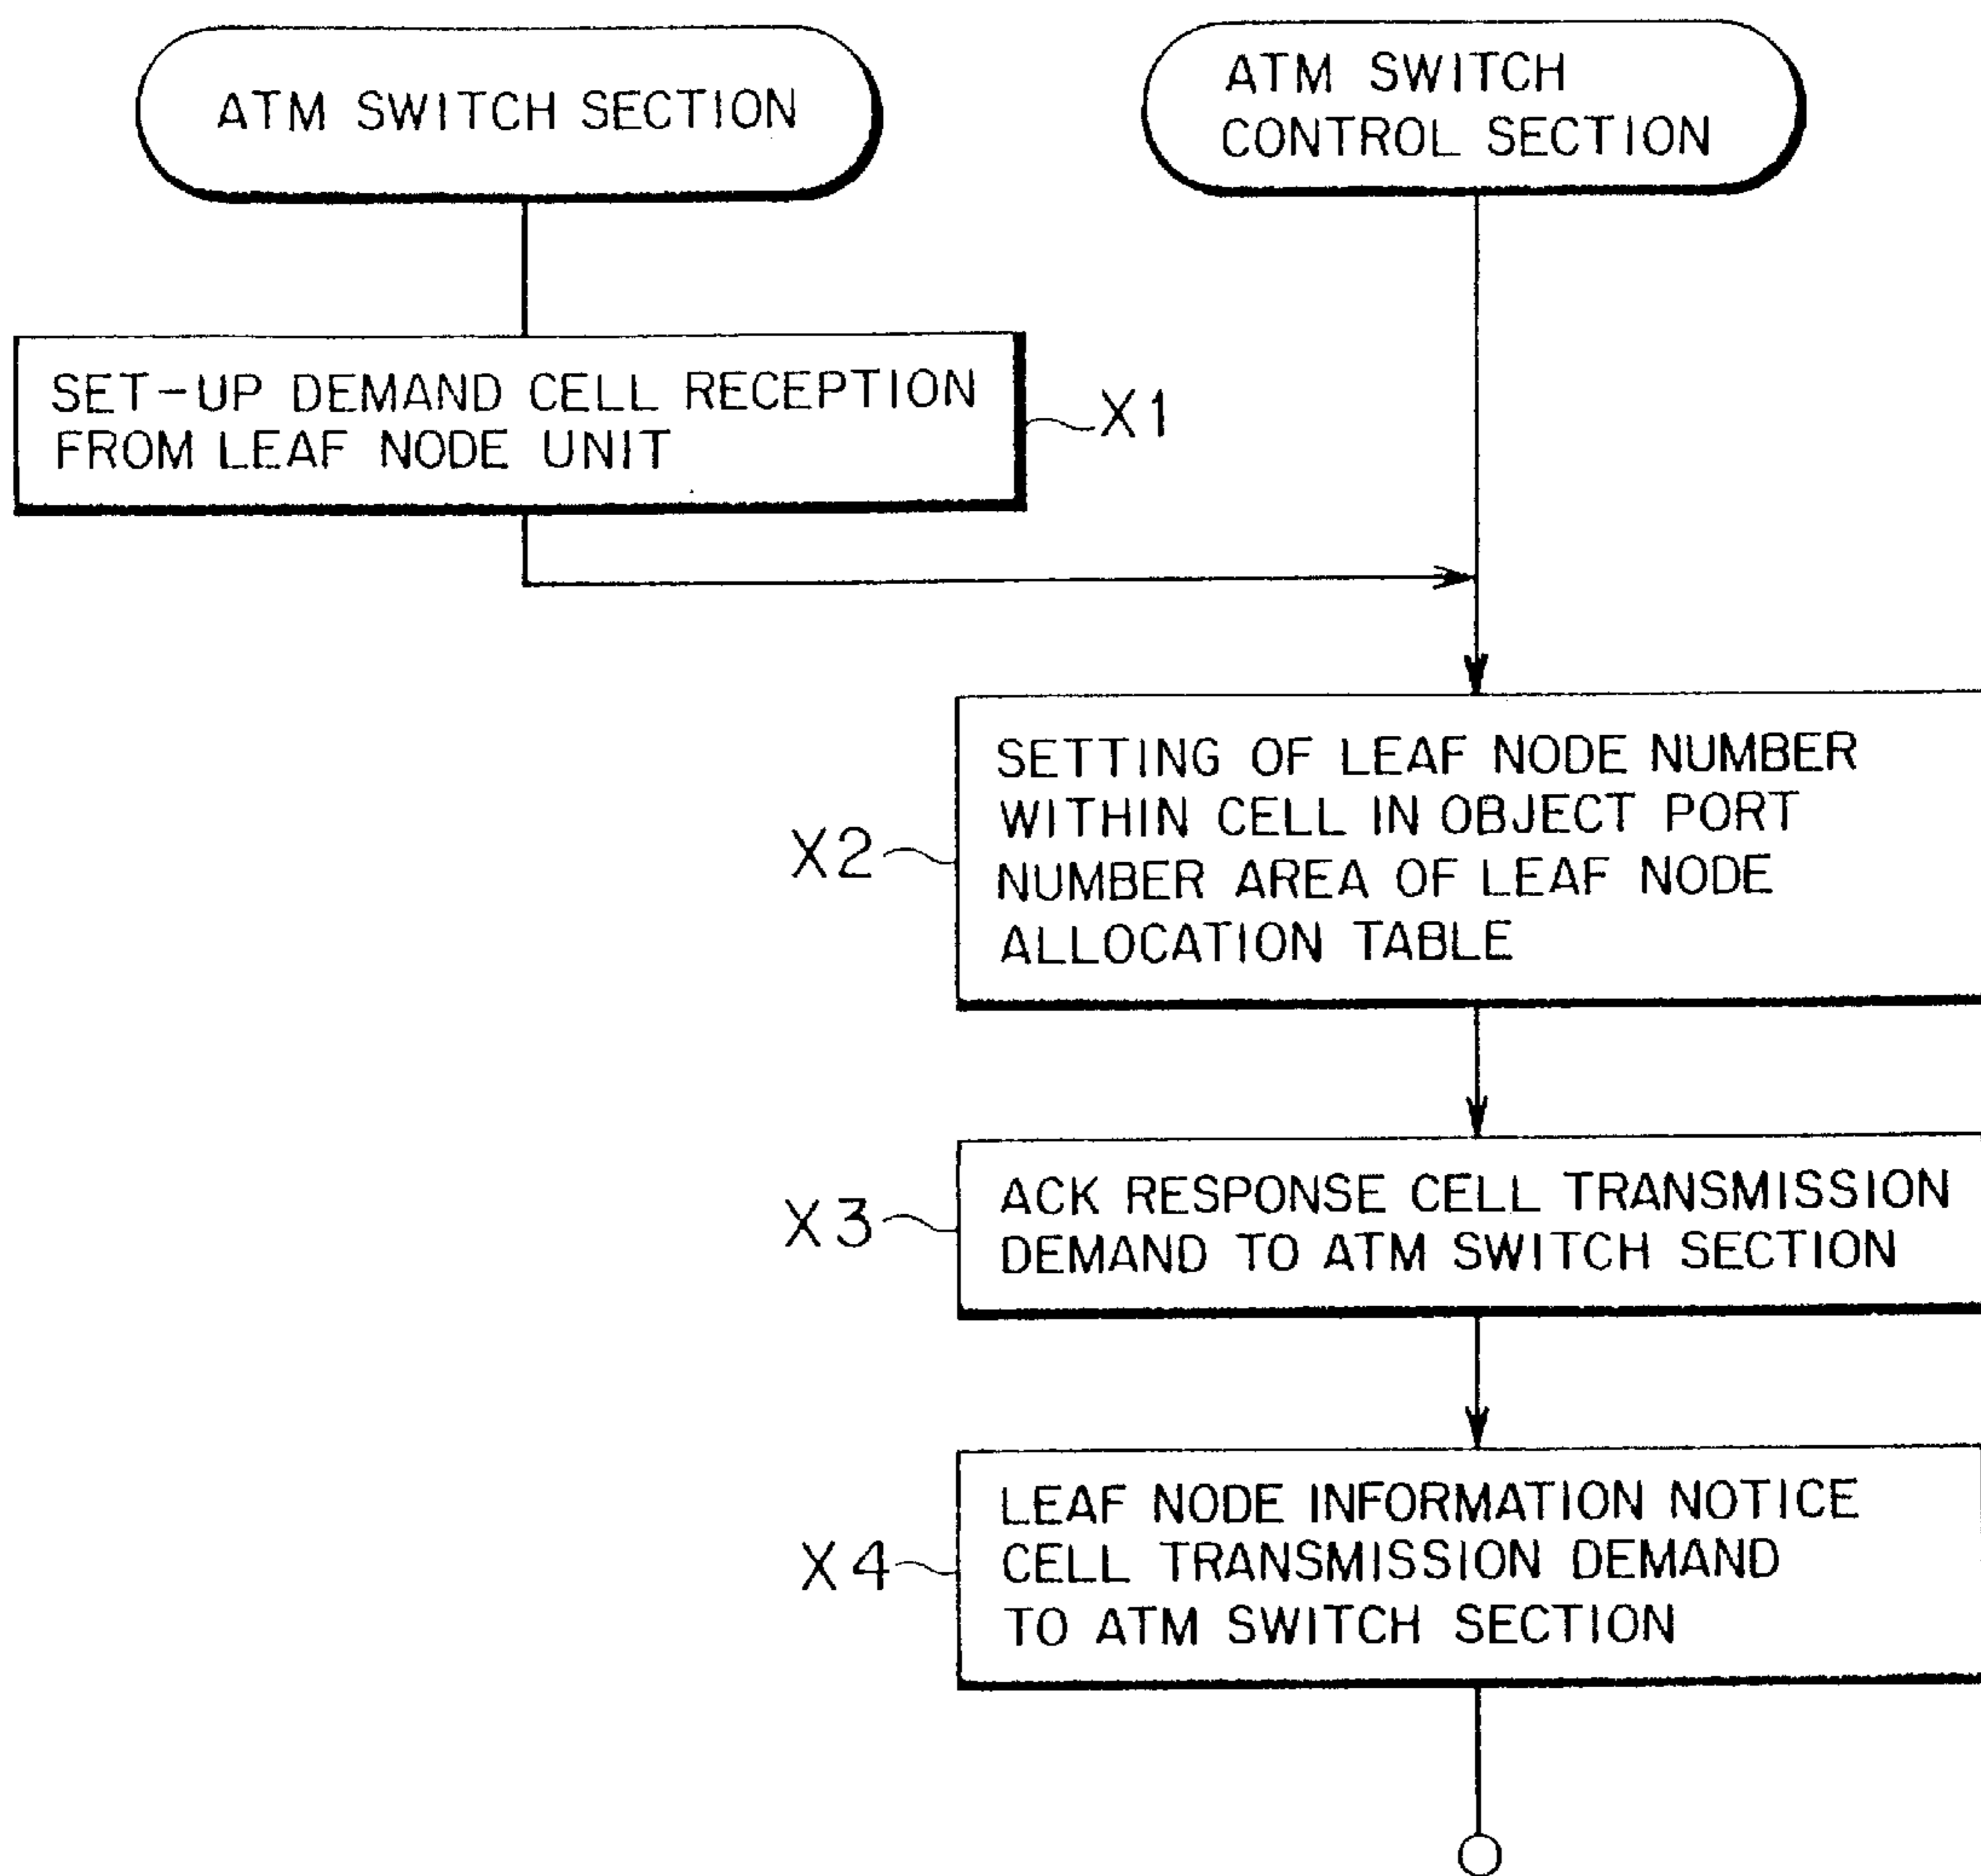 ATM SWITCH SECTION
ATM SWITCH
CONTROL SECTION
SET-UP DEMAND CELL RECEPTION
FROM LEAF NODE UNIT
X1
SETTING OF LEAF NODE NUMBER
WITHIN CELL IN OBJECT PORT
NUMBER AREA OF LEAF NODE
ALLOCATION TABLE
X2
ACK RESPONSE CELL TRANSMISSION
DEMAND TO ATM SWITCH SECTION
X3
LEAF NODE INFORMATION NOTICE
CELL TRANSMISSION DEMAND
TO ATM SWITCH SECTION
X4